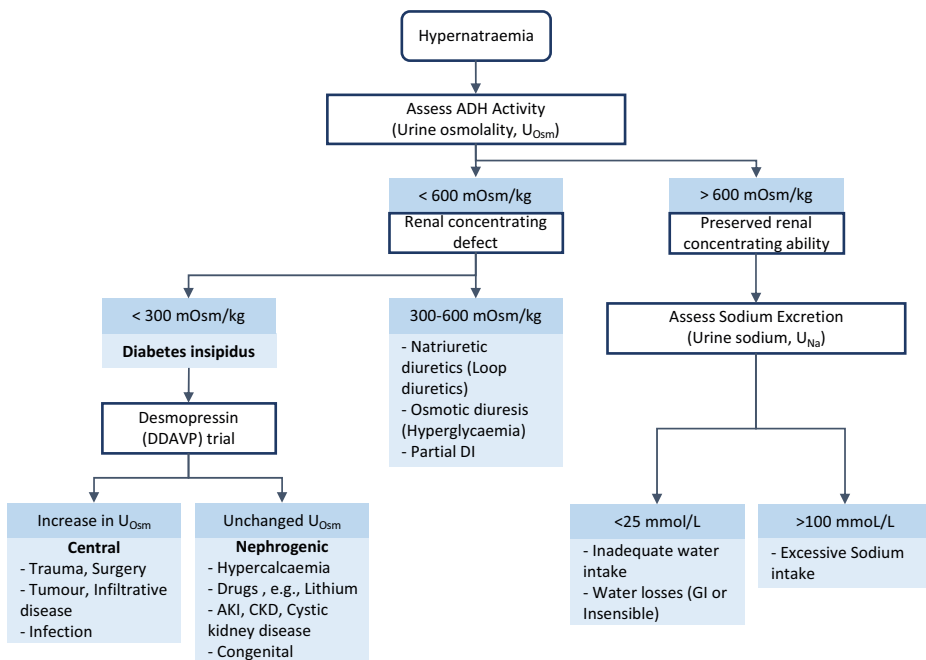 Hypernatraemia
Assess ADH Activity
(Urine osmolality, U_Osm)
< 600 mOsm/kg
Renal concentrating
defect
> 600 mOsm/kg
Preserved renal
concentrating ability
< 300 mOsm/kg
Diabetes insipidus
300-600 mOsm/kg
- Natriuretic
diuretics (Loop
diuretics)
- Osmotic diuresis
(Hyperglycaemia)
- Partial DI
Assess Sodium Excretion
(Urine sodium, U_Na)
Desmopressin
(DDAVP) trial
Increase in U_Osm
Central
- Trauma, Surgery
- Tumour, Infiltrative
disease
- Infection
Unchanged U_Osm
Nephrogenic
- Hypercalcaemia
- Drugs , e.g., Lithium
- AKI, CKD, Cystic
kidney disease
- Congenital
<25 mmol/L
- Inadequate water
intake
- Water losses (GI or
Insensible)
>100 mmoL/L
- Excessive Sodium
intake